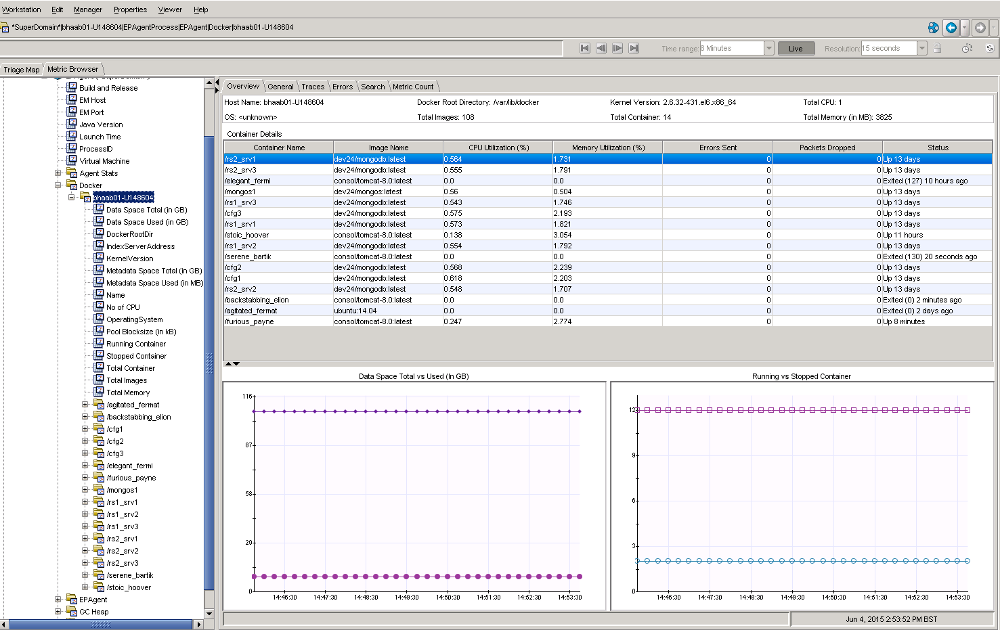 Workstation Edit Manager Properties Viewer Help
*SuperDomain*|bhaab01-U148604|EPAgentProcess|EPAgent|Docker|bhaab01-U148604
Time range: 8 Minutes Live Resolution: 15 seconds
Triage Map Metric Browser
Build and Release
EM Host
EM Port
Java Version
Launch Time
ProcessID
Virtual Machine
Agent Stats
Docker
bhaab01-U148604
Data Space Total (in GB)
Data Space Used (in GB)
DockerRootDir
IndexServerAddress
KernelVersion
Metadata Space Total (in GB)
Metadata Space Used (in MB)
Name
No of CPU
OperatingSystem
Pool Blocksize (in kB)
Running Container
Stopped Container
Total Container
Total Images
Total Memory
/agitated_fermat
/backstabbing_elion
/cfg1
/cfg2
/cfg3
/elegant_fermi
/furious_payne
/mongos1
/rs1_srv1
/rs1_srv2
/rs1_srv3
/rs2_srv1
/rs2_srv2
/rs2_srv3
/serene_bartik
/stoic_hoover
EPAgent
GC Heap
Overview General Traces Errors Search Metric Count
Host Name: bhaab01-U148604 Docker Root Directory: /var/lib/docker Kernel Version: 2.6.32-431.el6.x86_64 Total CPU: 1
OS: <unknown> Total Images: 108 Total Container: 14 Total Memory (in MB): 3825
Container Details
Container Name Image Name CPU Utilization (%) Memory Utilization (%) Errors Sent Packets Dropped Status
/rs2_srv1 dev24/mongodb:latest 0.564 1.731 0 0 Up 13 days
/rs2_srv3 dev24/mongodb:latest 0.555 1.791 0 0 Up 13 days
/elegant_fermi consol/tomcat-8.0:latest 0.0 0.0 0 0 Exited (127) 10 hours ago
/mongos1 dev24/mongos:latest 0.56 0.504 0 0 Up 13 days
/rs1_srv3 dev24/mongodb:latest 0.543 1.746 0 0 Up 13 days
/cfg3 dev24/mongodb:latest 0.575 2.193 0 0 Up 13 days
/rs1_srv1 dev24/mongodb:latest 0.573 1.821 0 0 Up 13 days
/stoic_hoover consol/tomcat-8.0:latest 0.138 3.054 0 0 Up 11 hours
/rs1_srv2 dev24/mongodb:latest 0.554 1.792 0 0 Up 13 days
/serene_bartik consol/tomcat-8.0:latest 0.0 0.0 0 0 Exited (130) 20 seconds ago
/cfg2 dev24/mongodb:latest 0.568 2.239 0 0 Up 13 days
/cfg1 dev24/mongodb:latest 0.618 2.203 0 0 Up 13 days
/rs2_srv2 dev24/mongodb:latest 0.548 1.707 0 0 Up 13 days
/backstabbing_elion consol/tomcat-8.0:latest 0.0 0.0 0 0 Exited (0) 2 minutes ago
/agitated_fermat ubuntu:14.04 0.0 0.0 0 0 Exited (0) 2 days ago
/furious_payne consol/tomcat-8.0:latest 0.247 2.774 0 0 Up 8 minutes
Data Space Total vs Used (In GB)
116
87
58
29
0
14:46:30 14:47:30 14:48:30 14:49:30 14:50:30 14:51:30 14:52:30 14:53:30
Running vs Stopped Container
12
9
6
3
0
14:46:30 14:47:30 14:48:30 14:49:30 14:50:30 14:51:30 14:52:30 14:53:30
Jun 4, 2015 2:53:52 PM BST